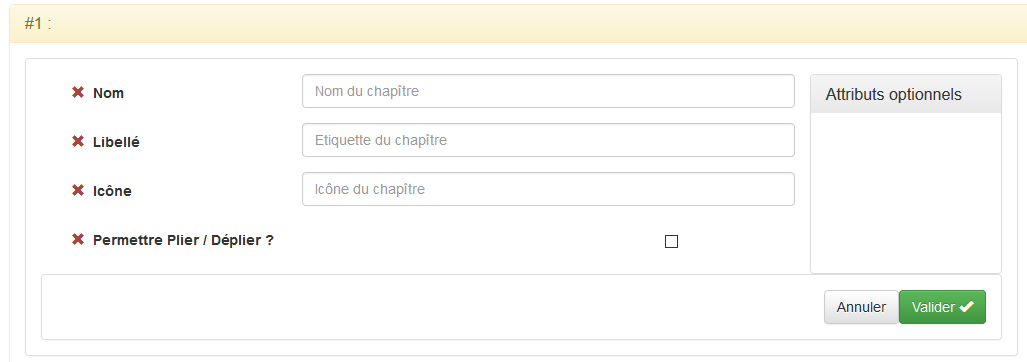 #1 :
Nom
Nom du chapître
Attributs optionnels
Libellé
Etiquette du chapître
Icône
Icône du chapître
Permettre Plier / Déplier ?
Annuler
Valider